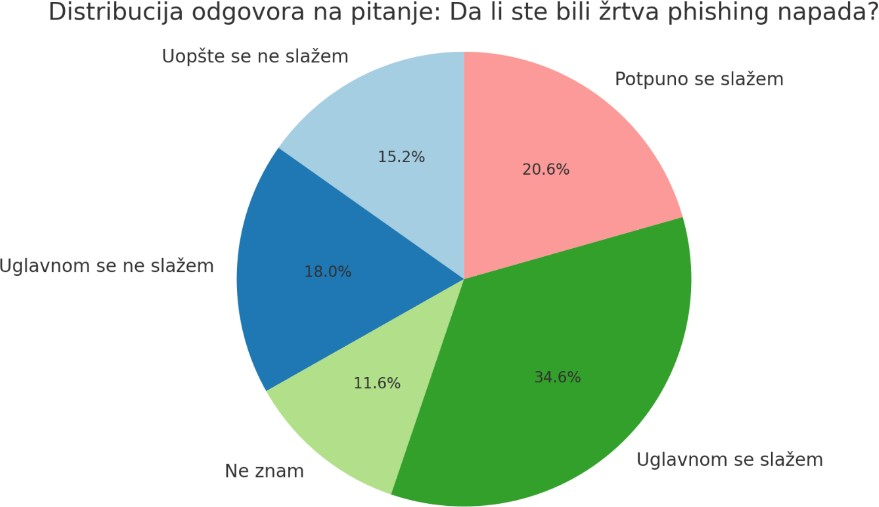 Distribucija odgovora na pitanje: Da li ste bili žrtva phishing napada?
Uopšte se ne slažem
Potpuno se slažem
15.2%
20.6%
Uglavnom se ne slažem
18.0%
34.6%
11.6%
Uglavnom se slažem
Ne znam